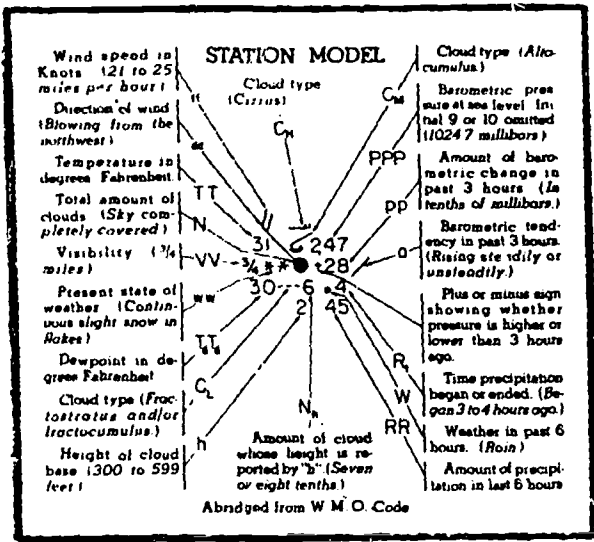 STATION MODEL
Wind speed in
Knots (21 to 25
miles per hour)
ff
Direction of wind
(Blowing from the
northwest)
dd
Temperature in
degrees Fahrenheit
TT
Total amount of
clouds (Sky com-
pletely covered)
N
Visibility (3/4
miles)
VV
Present state of
weather (Contin-
uous slight snow in
flakes)
ww
Dewpoint in de-
grees Fahrenheit
TdTd
Cloud type (Frac-
tostratus and/or
fractocumulus.)
CL
Height of cloud
base (300 to 599
feet)
h
Cloud type
(Cirrus)
CH
31 247
3/4 ** +28
30 6 .4
2 45
Nh
Amount of cloud
whose height is re-
ported by "h". (Seven
or eight tenths.)
Cloud type (Alto-
cumulus.)
CM
Barometric pres
sure at sea level. Ini
tial 9 or 10 omitted
(1024.7 millibars)
PPP
Amount of baro-
metric change in
past 3 hours (In
tenths of millibars.)
PP
Barometric tend-
ency in past 3 hours.
(Rising steadily or
unsteadily.)
a
Plus or minus sign
showing whether
pressure is higher or
lower than 3 hours
ago.
Time precipitation
began or ended. (Be-
gan 3 to 4 hours ago.)
Rt
Weather in past 6
hours. (Rain)
W
Amount of precipi-
tation in last 6 hours
RR
Abridged from W M. O. Code